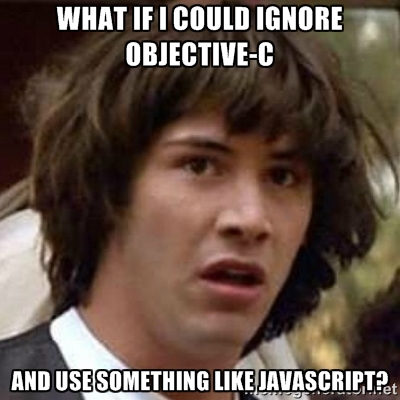 WHAT IF I COULD IGNORE
OBJECTIVE-C
AND USE SOMETHING LIKE JAVASCRIPT?